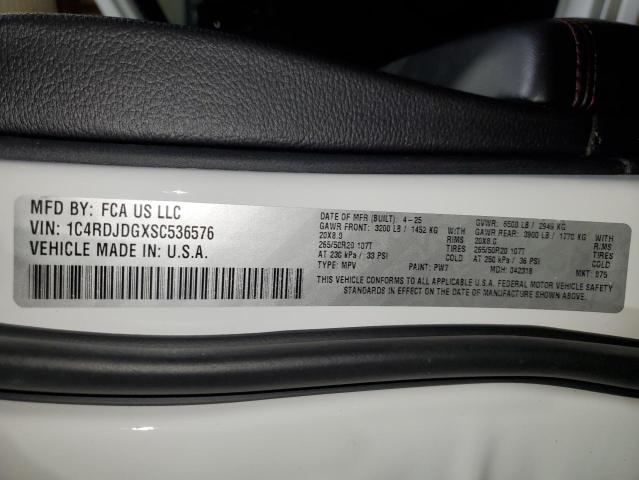 MFD BY: FCA US LLC
VIN: 1C4RDJDGXSC536576
VEHICLE MADE IN U.S.A.
DATE OF MFR (BUILT): 4-25 GVWR: 6500 LB / 2949 KG
GAWR FRONT: 3200 LB / 1452 KG WITH GAWR REAR: 3900 LB / 1770 KG WITH
20X8.0 RIMS 20X8.0 RIMS
265/50R20 107T TIRES 265/50R20 107T TIRES
AT 230 kPa / 33 PSI COLD AT 250 kPa / 36 PSI COLD
TYPE: MPV PAINT: PW7 MDH: 042318 MKT: 075
THIS VEHICLE CONFORMS TO ALL APPLICABLE U.S.A. FEDERAL MOTOR VEHICLE SAFETY
STANDARDS IN EFFECT ON THE DATE OF MANUFACTURE SHOWN ABOVE.